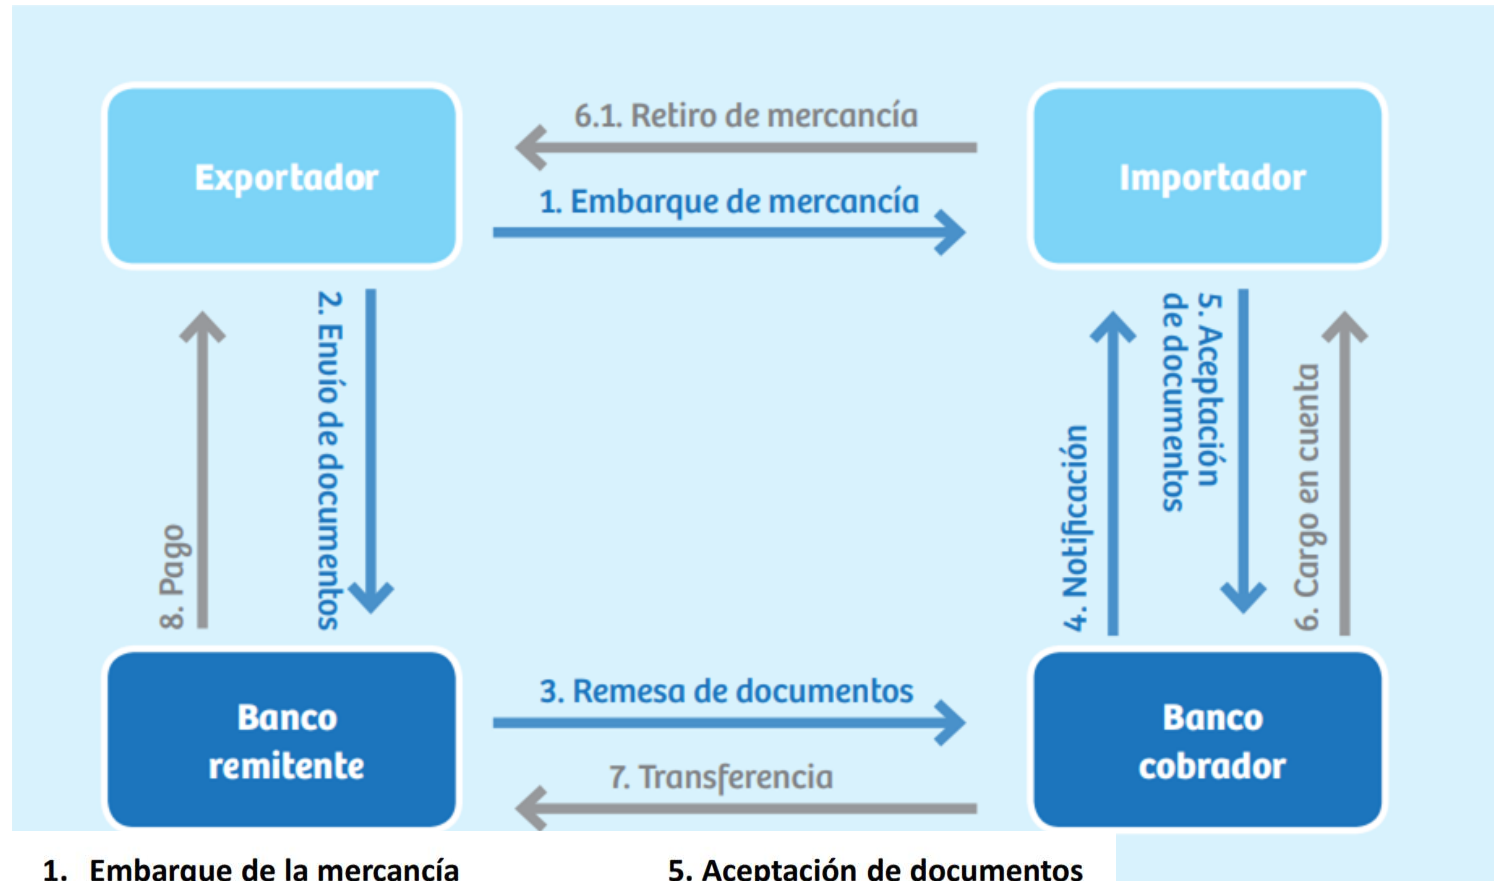 6.1. Retiro de mercancía
Exportador
Importador
1. Embarque de mercancía
2. Envío de documentos
5. Aceptación
de documentos
4. Notificación
6. Cargo en cuenta
8. Pago
3. Remesa de documentos
Banco
remitente
Banco
cobrador
7. Transferencia
1. Embarque de la mercancía
5. Aceptación de documentos